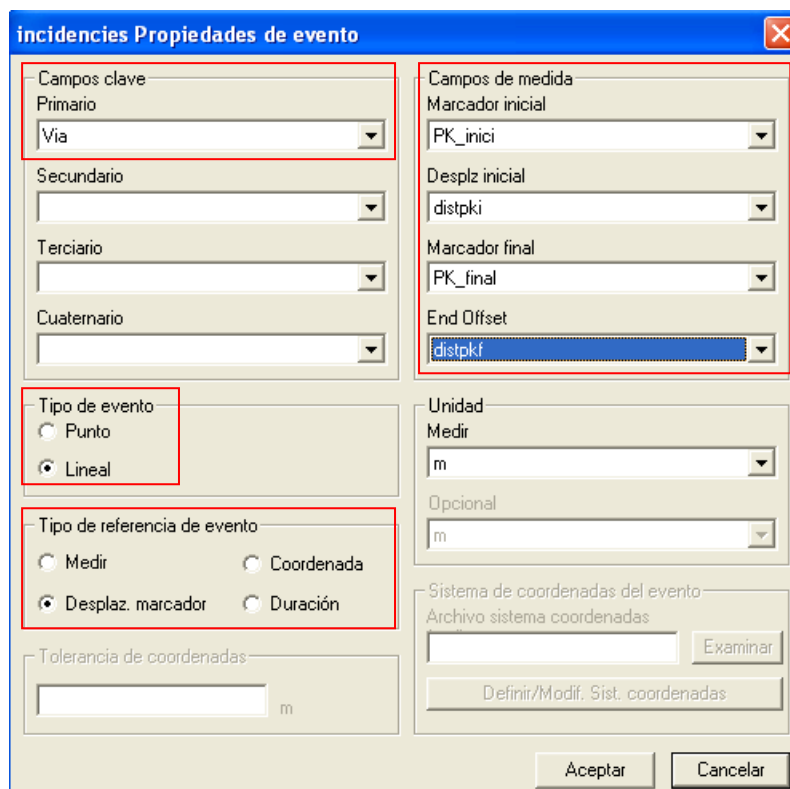 incidencies Propiedades de evento
Campos clave
Primario
Via
Secundario
Terciario
Cuaternario
Campos de medida
Marcador inicial
PK_inici
Desplz inicial
distpki
Marcador final
PK_final
End Offset
distpkf
Tipo de evento
Punto
Lineal
Unidad
Medir
m
Opcional
m
Tipo de referencia de evento
Medir
Coordenada
Desplaz. marcador
Duración
Sistema de coordenadas del evento
Archivo sistema coordenadas
Examinar
Definir/Modif. Sist. coordenadas
Tolerancia de coordenadas
m
Aceptar
Cancelar